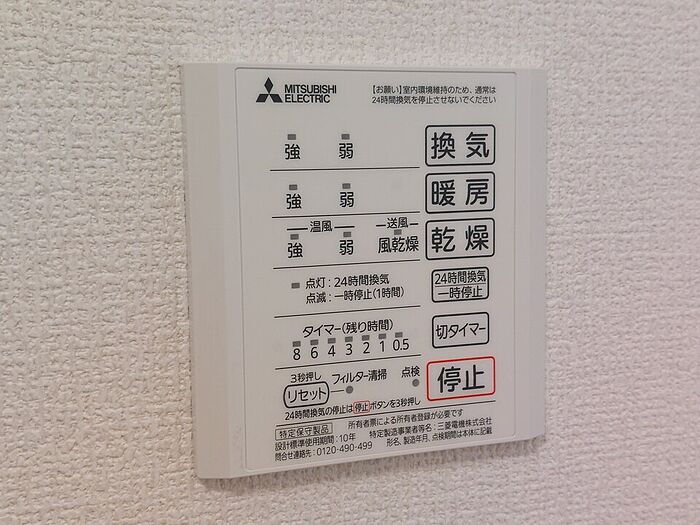 MITSUBISHI
ELECTRIC
【お願い】室内環境維持のため、通常は
24時間換気を停止させないでください
強 弱 換気
強 弱 暖房
温風 送風
強 弱 風乾燥 乾燥
点灯:24時間換気
点滅:一時停止(1時間)
24時間換気
一時停止
タイマー(残り時間)
8 6 4 3 2 1 0.5
切タイマー
3秒押し
リセット フィルター清掃 点検
停止
24時間換気の停止は 停止 ボタンを3秒押し
特定保守製品 所有者票による所有者登録が必要です
設計標準使用期間:10年 特定製造事業者等名:三菱電機株式会社
問合せ連絡先:0120-490-499 形名、製造年月、点検期間は本体に記載